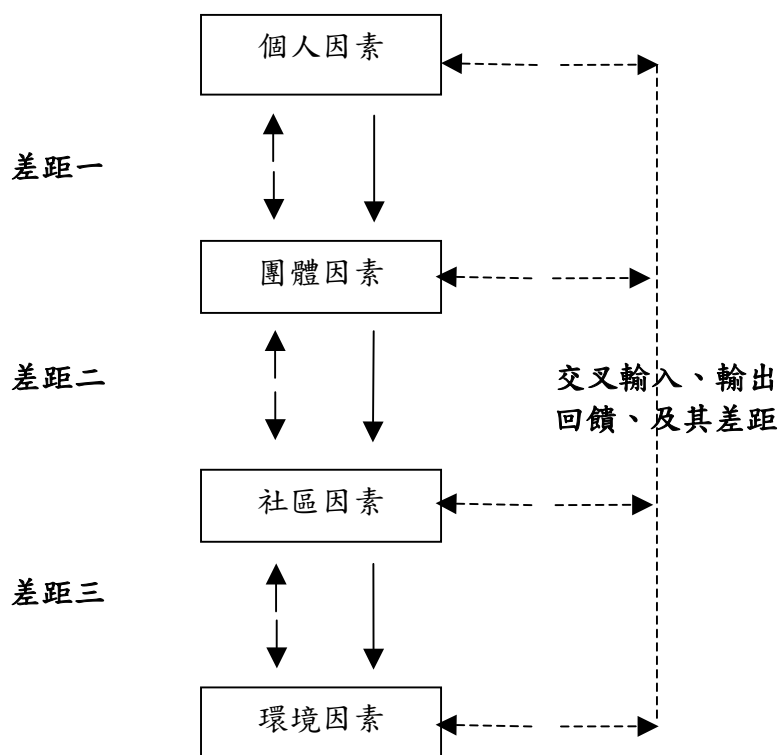 個人因素
差距一
團體因素
差距二
交叉輸入、輸出
回饋、及其差距
社區因素
差距三
環境因素